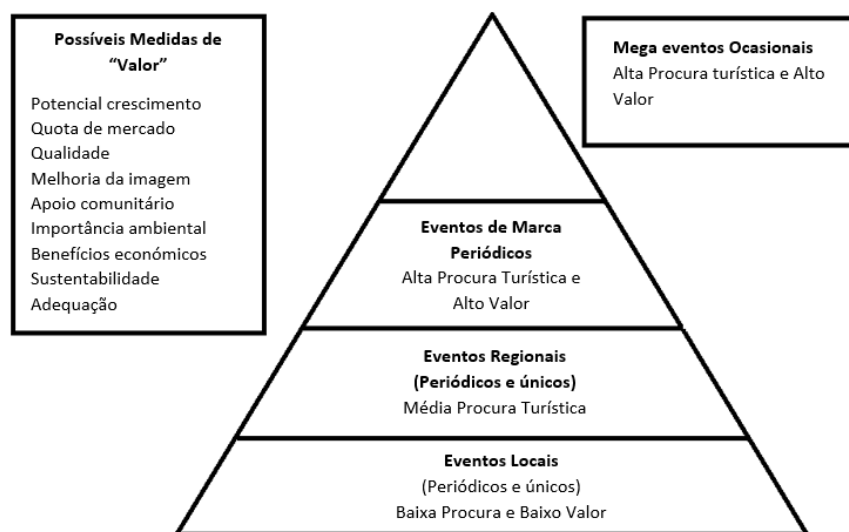 Possíveis Medidas de
“Valor”
Potencial crescimento
Quota de mercado
Qualidade
Melhoria da imagem
Apoio comunitário
Importância ambiental
Benefícios económicos
Sustentabilidade
Adequação
Mega eventos Ocasionais
Alta Procura turística e Alto
Valor
Eventos de Marca
Periódicos
Alta Procura Turística e
Alto Valor
Eventos Regionais
(Periódicos e únicos)
Média Procura Turística
Eventos Locais
(Periódicos e únicos)
Baixa Procura e Baixo Valor